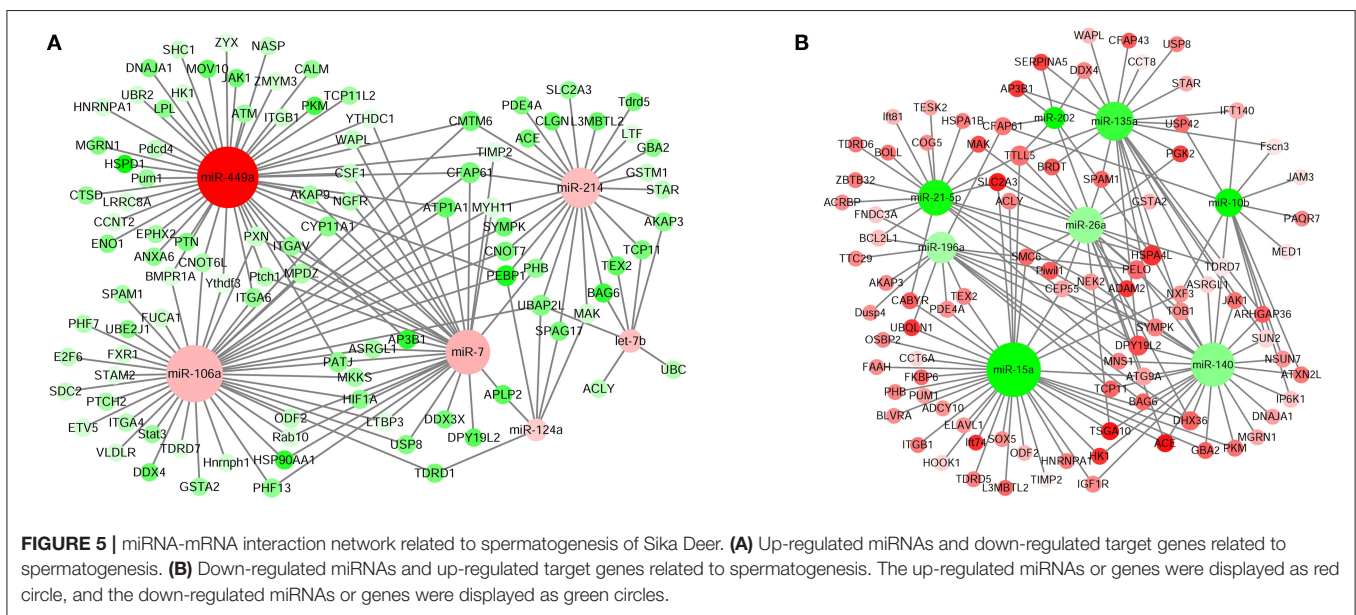 A
B
ZYX
NASP
SHC1
DNAJA1
MOV10
JAK1
ZMYM3
CALM
UBR2
HK1
PKM
TCP11L2
HNRNPA1
LPL
ATM
ITGB1
YTHDC1
MGRN1
Pdcd4
WAPL
HSPD1
Pum1
miR-449a
CSF1
CTSD
LRRC8A
AKAP9
NGFR
CCNT2
CYP11A1
ENO1
EPHX2
PTN
PXN
ITGAV
ANXA6
CNOT6L
BMPR1A
Ythdf3
Ptch1
MPDZ
ITGA6
CMTM6
TIMP2
CFAP61
ATP1A1
MYH11
SYMPK
CNOT7
PEBP1
PHB
UBAP2L
SPAG17
MAK
SLC2A3
PDE4A
Tdrd5
CLGN
L3MBTL2
ACE
LTF
GBA2
GSTM1
miR-214
STAR
AKAP3
TCP11
TEX2
BAG6
let-7b
UBC
ACLY
SPAM1
PHF7
UBE2J1
FUCA1
E2F6
FXR1
miR-106a
STAM2
SDC2
PTCH2
ETV5
ITGA4
Stat3
VLDLR
TDRD7
DDX4
Hnrnph1
GSTA2
PHF13
HSP90AA1
Rab10
ODF2
LTBP3
HIF1A
MKKS
PATJ
ASRGL1
AP3B1
miR-7
USP8
DDX3X
DPY19L2
APLP2
miR-124a
TDRD1
WAPL
CFAP43
USP8
SERPINA5
DDX4
CCT8
AP3B1
STAR
miR-202
miR-135a
IFT140
TESK2
Ift81
HSPA1B
CFAP61
USP42
COG5
MAK
TTLL5
PGK2
Fscn3
TDRD6
BOLL
BRDT
SLC2A3
SPAM1
JAM3
ZBTB32
ACLY
GSTA2
ACRBP
miR-21-5p
miR-10b
PAQR7
FNDC3A
miR-26a
BCL2L1
miR-196a
MED1
TTC29
SMC6
HSPA4L
Piwil1
PELO
TDRD7
AKAP3
CEP55
NEK2
ADAM2
ASRGL1
CABYR
TEX2
NXF3
JAK1
Dusp4
PDE4A
TOB1
ARHGAP36
UBQLN1
SYMPK
SUN2
OSBP2
DPY19L2
NSUN7
CCT6A
MNS1
miR-140
FAAH
miR-15a
ATG9A
ATXN2L
FKBP6
TCP11
IP6K1
PHB
PUM1
BAG6
DNAJA1
BLVRA
ADCY10
DHX36
MGRN1
ELAVL1
TSGA10
ITGB1
Ift74
SOX5
ACE
PKM
HOOK1
ODF2
HK1
GBA2
HNRNPA1
TDRD5
TIMP2
IGF1R
L3MBTL2
FIGURE 5 | miRNA-mRNA interaction network related to spermatogenesis of Sika Deer. (A) Up-regulated miRNAs and down-regulated target genes related to
spermatogenesis. (B) Down-regulated miRNAs and up-regulated target genes related to spermatogenesis. The up-regulated miRNAs or genes were displayed as red
circle, and the down-regulated miRNAs or genes were displayed as green circles.